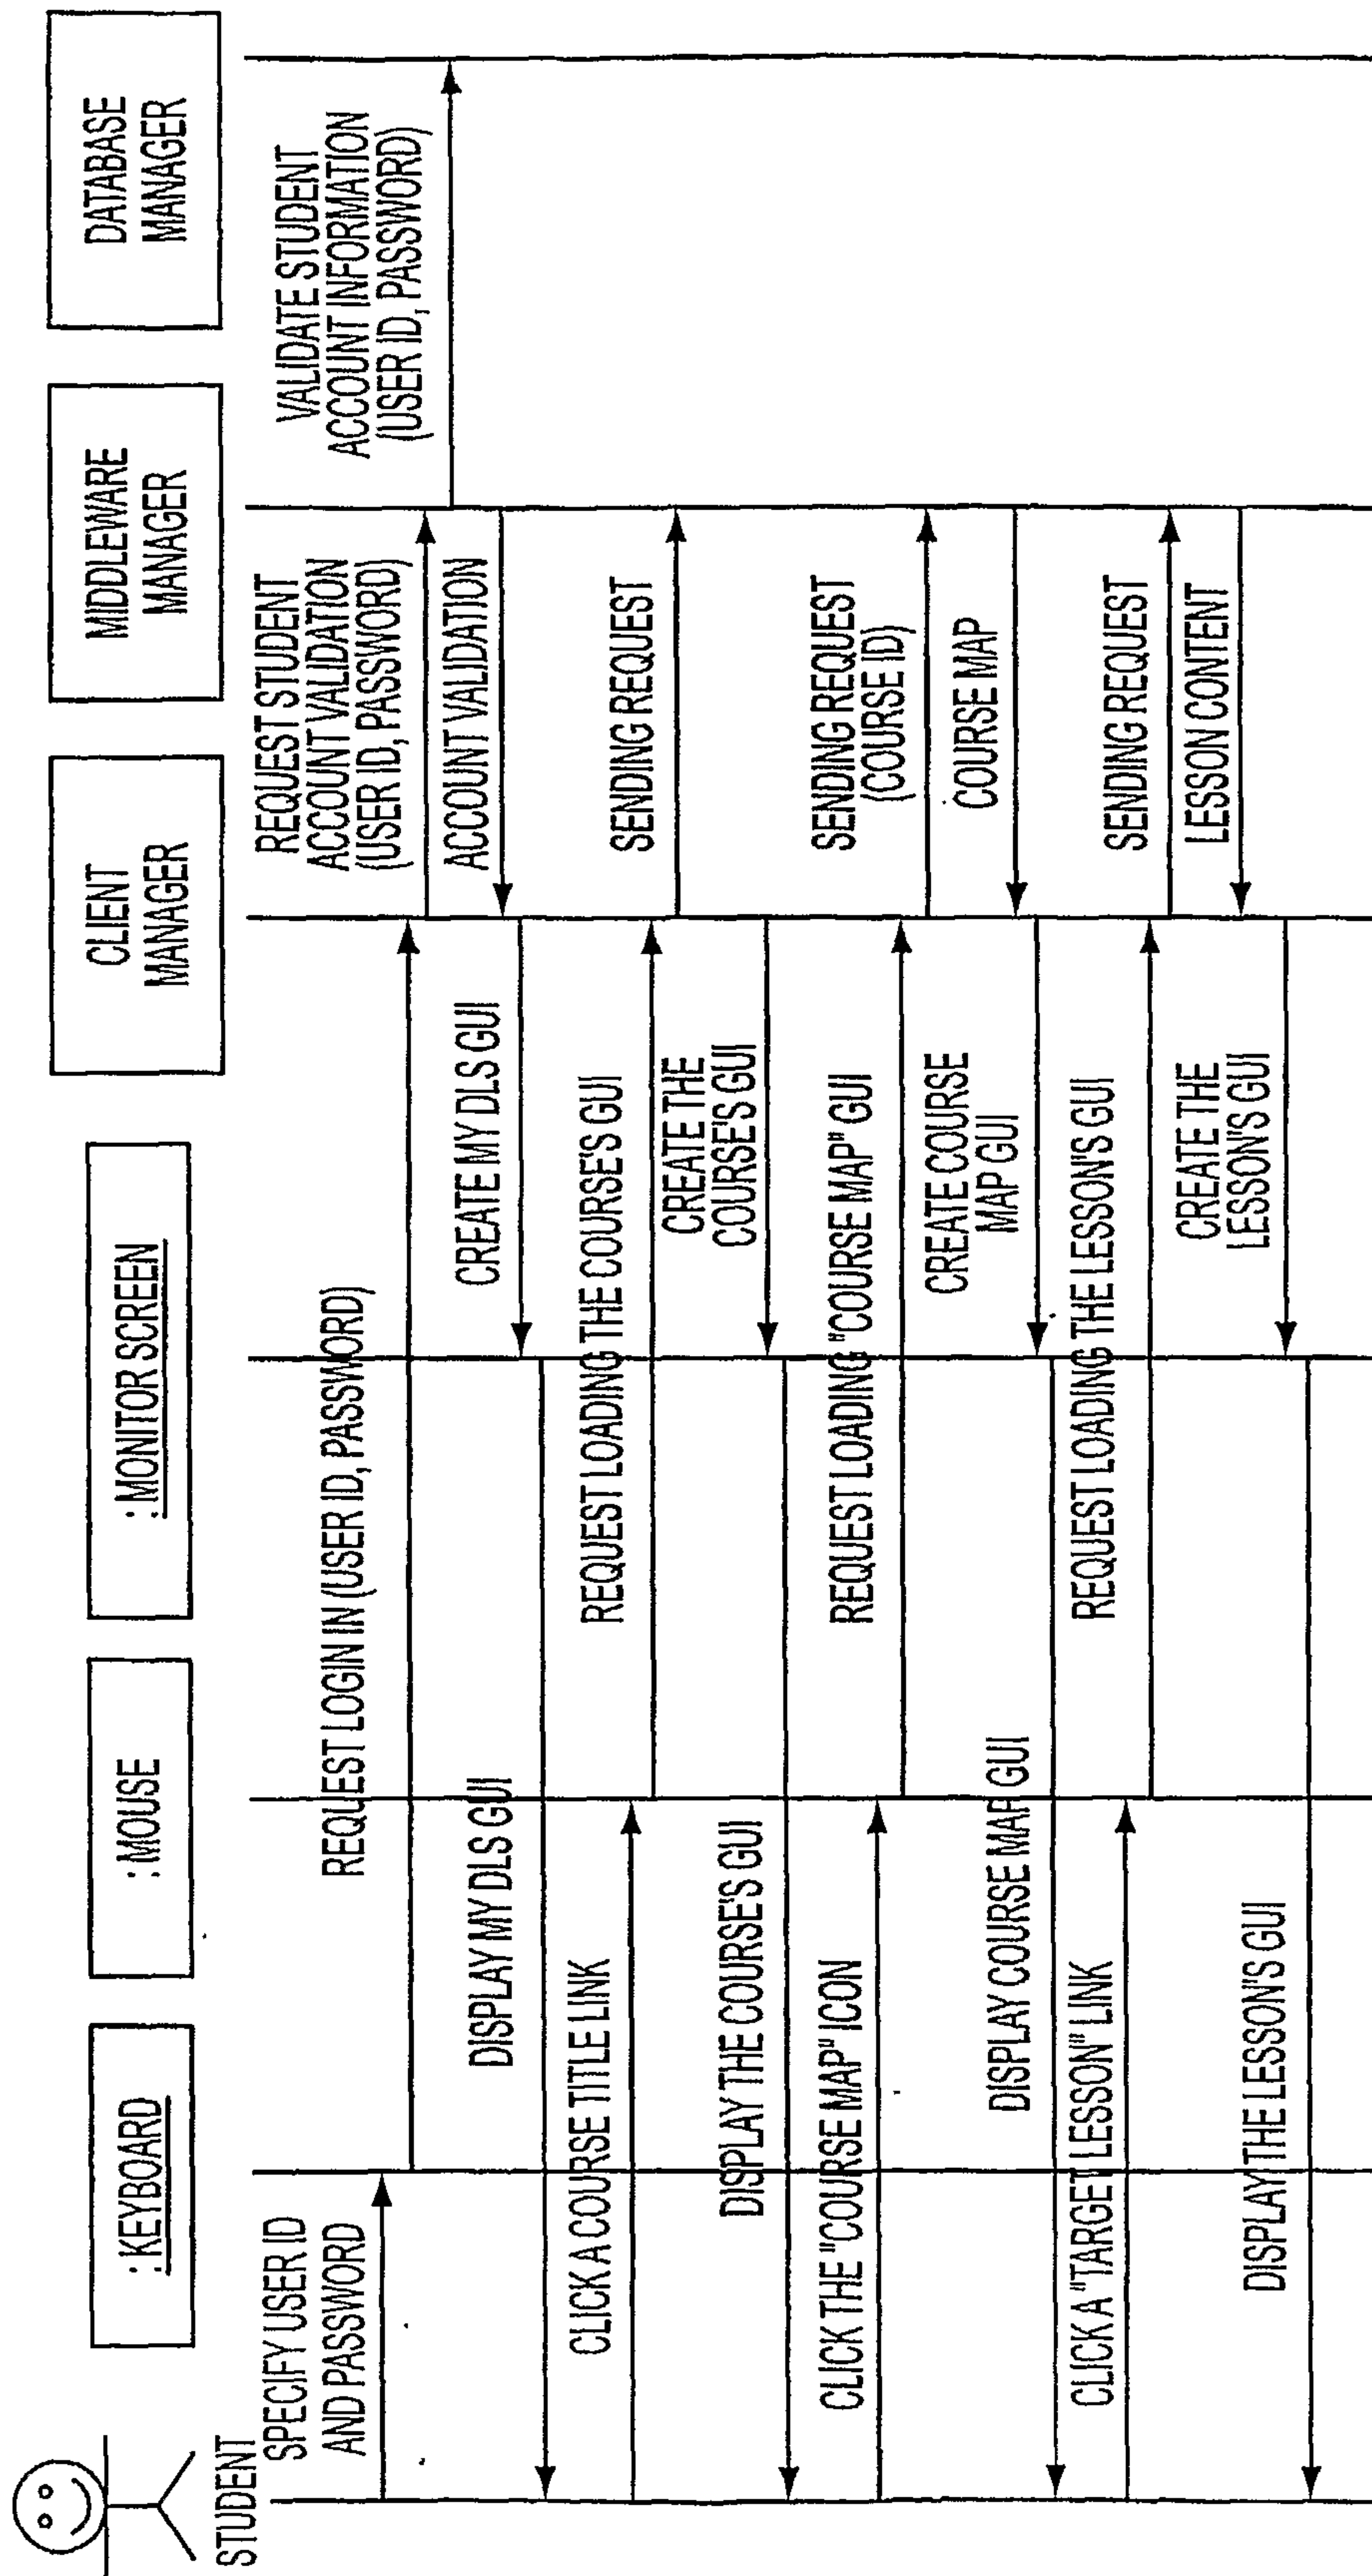 STUDENT
: KEYBOARD
: MOUSE
: MONITOR SCREEN
CLIENT
MANAGER
MIDDLEWARE
MANAGER
DATABASE
MANAGER
SPECIFY USER ID
AND PASSWORD
REQUEST LOGIN IN (USER ID, PASSWORD)
REQUEST STUDENT
ACCOUNT VALIDATION
(USER ID, PASSWORD)
VALIDATE STUDENT
ACCOUNT INFORMATION
(USER ID, PASSWORD)
ACCOUNT VALIDATION
CREATE MY DLS GUI
DISPLAY MY DLS GUI
CLICK A COURSE TITLE LINK
REQUEST LOADING THE COURSE'S GUI
SENDING REQUEST
CREATE THE
COURSE'S GUI
DISPLAY THE COURSE'S GUI
CLICK THE "COURSE MAP" ICON
REQUEST LOADING "COURSE MAP" GUI
SENDING REQUEST
(COURSE ID)
COURSE MAP
CREATE COURSE
MAP GUI
DISPLAY COURSE MAP GUI
CLICK A "TARGET LESSON" LINK
REQUEST LOADING THE LESSON'S GUI
SENDING REQUEST
LESSON CONTENT
CREATE THE
LESSON'S GUI
DISPLAY THE LESSON'S GUI